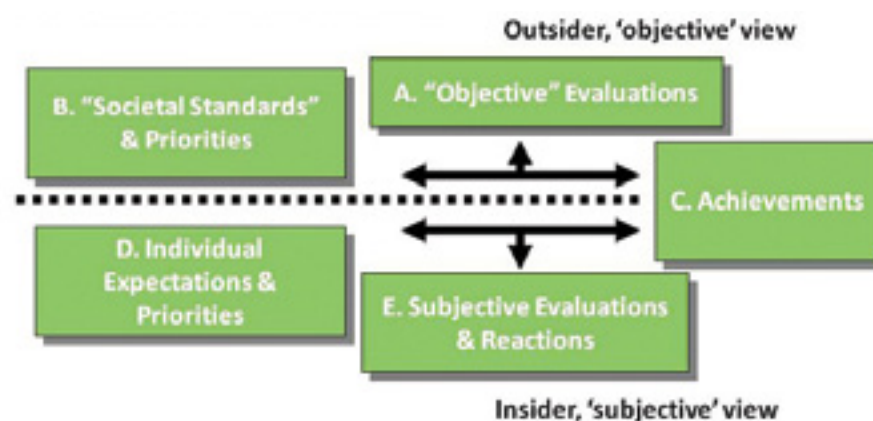 Outsider, ‘objective’ view
B. “Societal Standards”
& Priorities
A. “Objective” Evaluations
C. Achievements
D. Individual
Expectations &
Priorities
E. Subjective Evaluations
& Reactions
Insider, ‘subjective’ view